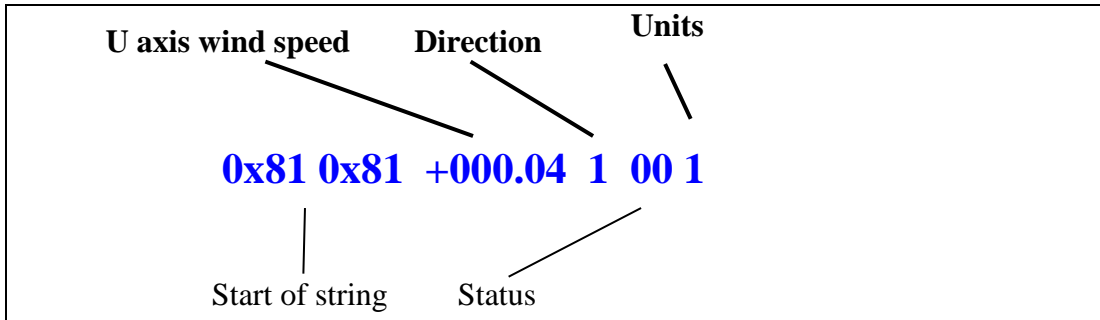 Units
U axis wind speed Direction
0x81 0x81 +000.04 1 00 1
Start of string Status